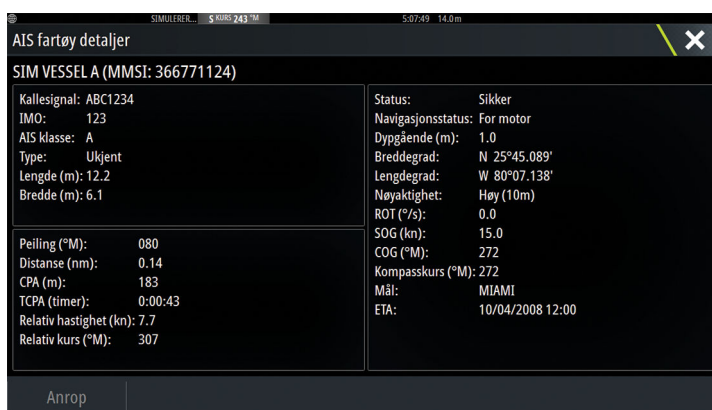 SIMULERER... S KURS 243 °M 5:07:49 14.0 m
AIS fartøy detaljer
SIM VESSEL A (MMSI: 366771124)
Kallesignal: ABC1234
IMO: 123
AIS klasse: A
Type: Ukjent
Lengde (m): 12.2
Bredde (m): 6.1
Peiling (°M): 080
Distanse (nm): 0.14
CPA (m): 183
TCPA (timer): 0:00:43
Relativ hastighet (kn): 7.7
Relativ kurs (°M): 307
Status: Sikker
Navigasjonsstatus: For motor
Dypgående (m): 1.0
Breddegrad: N 25°45.089'
Lengdegrad: W 80°07.138'
Nøyaktighet: Høy (10m)
ROT (°/s): 0.0
SOG (kn): 15.0
COG (°M): 272
Kompasskurs (°M): 272
Mål: MIAMI
ETA: 10/04/2008 12:00
Anrop